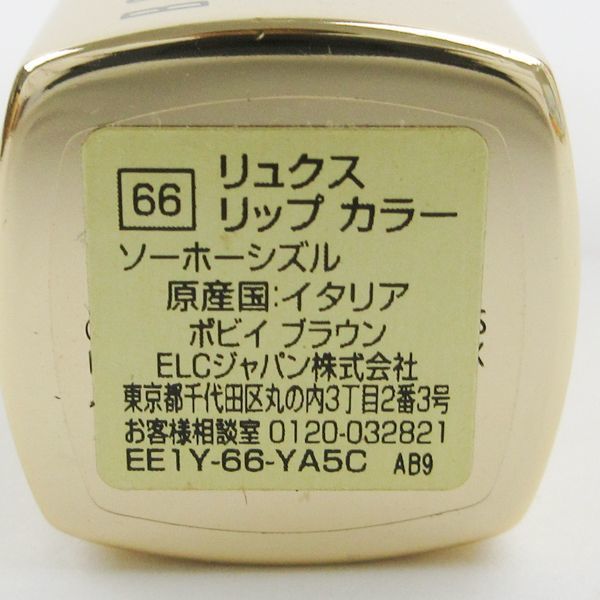 66 リュクス
リップ カラー
ソーホーシズル
原産国:イタリア
ボビイ ブラウン
ELCジャパン株式会社
東京都千代田区丸の内3丁目2番3号
お客様相談室 0120-032821
EE1Y-66-YA5C AB9